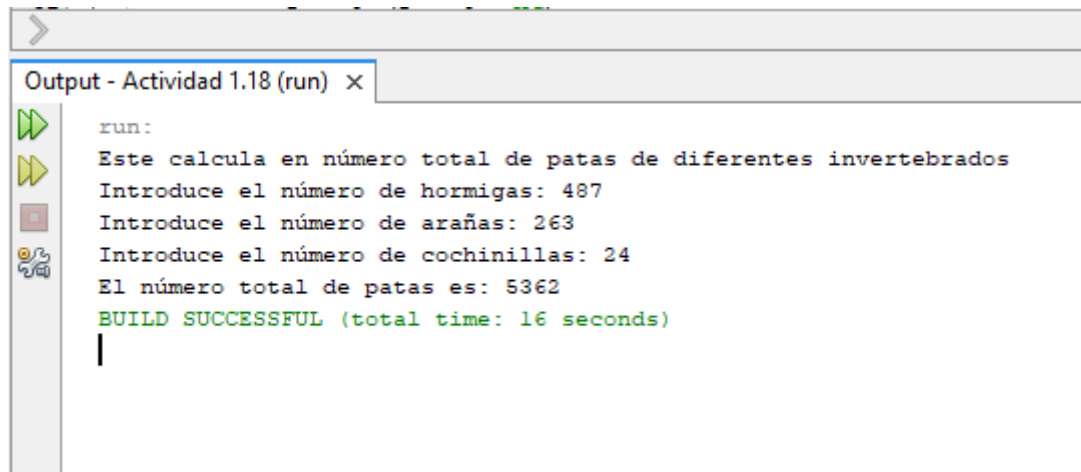 Output - Actividad 1.18 (run)
run:
Este calcula en número total de patas de diferentes invertebrados
Introduce el número de hormigas: 487
Introduce el número de arañas: 263
Introduce el número de cochinillas: 24
El número total de patas es: 5362
BUILD SUCCESSFUL (total time: 16 seconds)